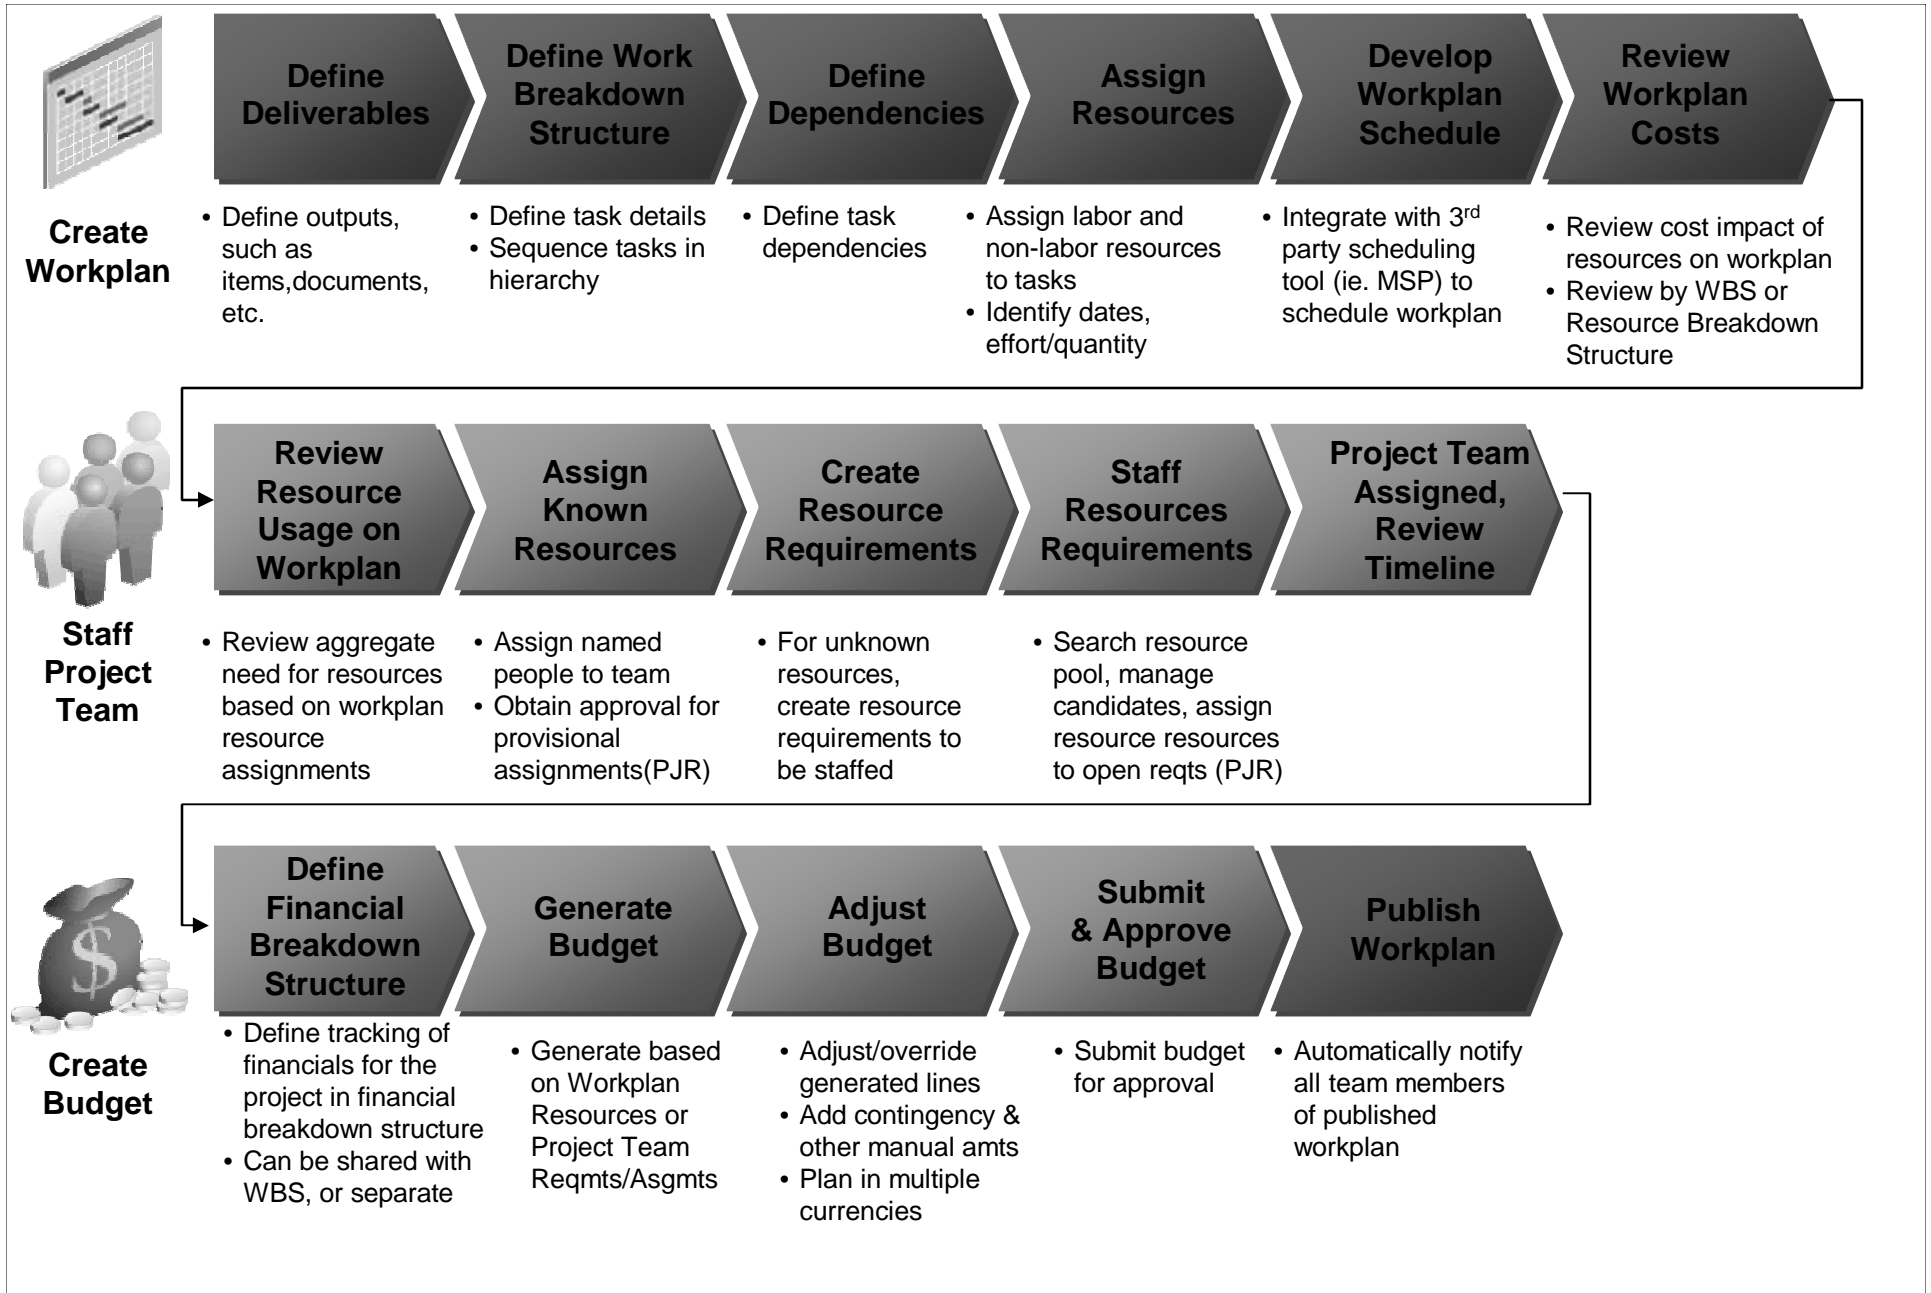 Define
Deliverables
Define Work
Breakdown
Structure
Define
Dependencies
Assign
Resources
Develop
Workplan
Schedule
Review
Workplan
Costs
Create
Workplan
• Define outputs,
such as
items,documents,
etc.
• Define task details
• Sequence tasks in
hierarchy
• Define task
dependencies
• Assign labor and
non-labor resources
to tasks
• Identify dates,
effort/quantity
• Integrate with 3rd
party scheduling
tool (ie. MSP) to
schedule workplan
• Review cost impact of
resources on workplan
• Review by WBS or
Resource Breakdown
Structure
Review
Resource
Usage on
Workplan
Assign
Known
Resources
Create
Resource
Requirements
Staff
Resources
Requirements
Project Team
Assigned,
Review
Timeline
Staff
Project
Team
• Review aggregate
need for resources
based on workplan
resource
assignments
• Assign named
people to team
• Obtain approval for
provisional
assignments(PJR)
• For unknown
resources,
create resource
requirements to
be staffed
• Search resource
pool, manage
candidates, assign
resource resources
to open reqts (PJR)
Define
Financial
Breakdown
Structure
Generate
Budget
Adjust
Budget
Submit
& Approve
Budget
Publish
Workplan
$
Create
Budget
• Define tracking of
financials for the
project in financial
breakdown structure
• Can be shared with
WBS, or separate
• Generate based
on Workplan
Resources or
Project Team
Reqmts/Asgmts
• Adjust/override
generated lines
• Add contingency &
other manual amts
• Plan in multiple
currencies
• Submit budget
for approval
• Automatically notify
all team members
of published
workplan